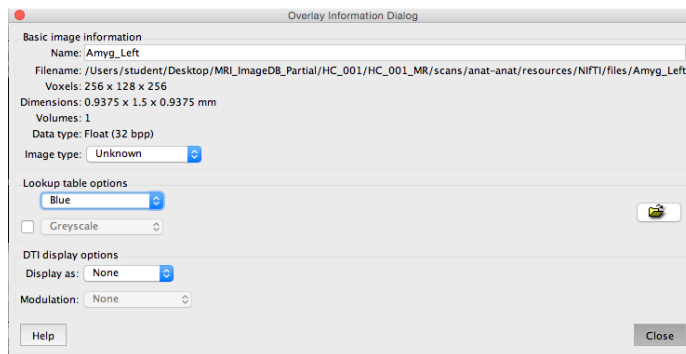 Overlay Information Dialog
Basic image information
Name: Amyg_Left
Filename: /Users/student/Desktop/MRI_ImageDB_Partial/HC_001/HC_001_MR/scans/anat-anat/resources/NIfTI/files/Amyg_Left
Voxels: 256 x 128 x 256
Dimensions: 0.9375 x 1.5 x 0.9375 mm
Volumes: 1
Data type: Float (32 bpp)
Image type: Unknown
Lookup table options
Blue
Greyscale
DTI display options
Display as: None
Modulation: None
Help Close